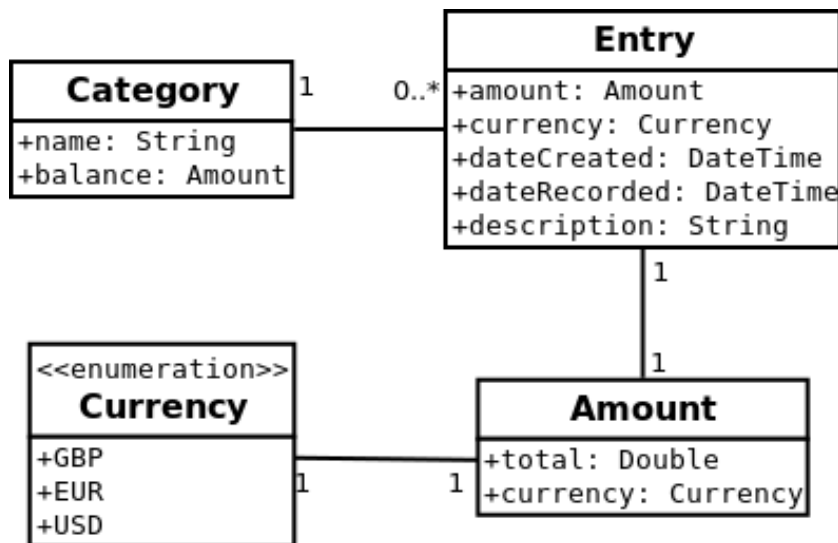 Category
+name: String
+balance: Amount
1
0..*
Entry
+amount: Amount
+currency: Currency
+dateCreated: DateTime
+dateRecorded: DateTime
+description: String
1
1
<<enumeration>>
Currency
+GBP
+EUR
+USD
1
1
Amount
+total: Double
+currency: Currency